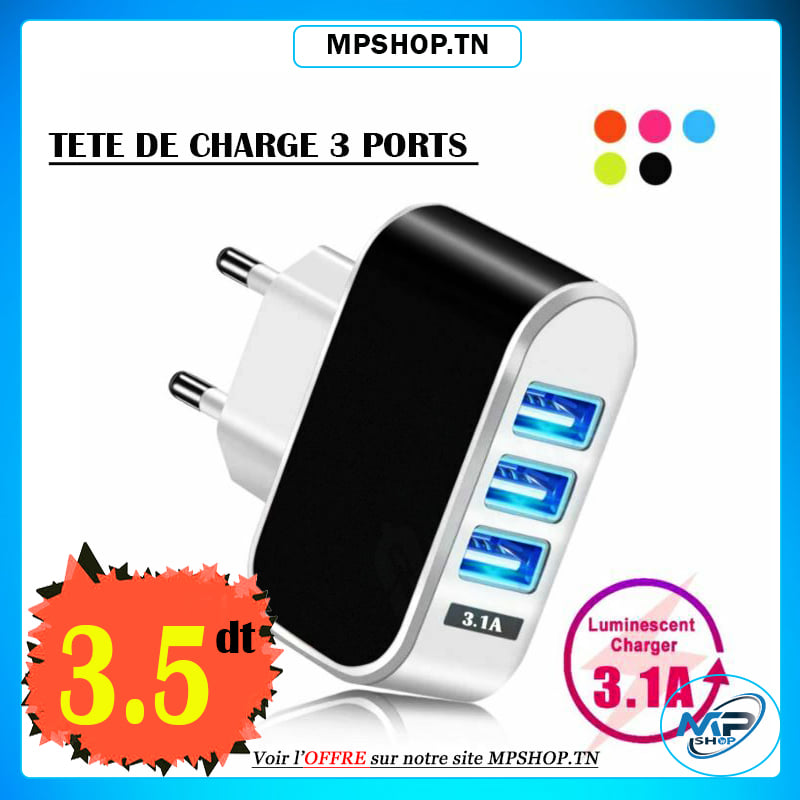 MPSHOP.TN
TETE DE CHARGE 3 PORTS
3.1A
Luminescent
Charger
3.1A
3.5 dt
MP
SHOP
Voir l'OFFRE sur notre site MPSHOP.TN